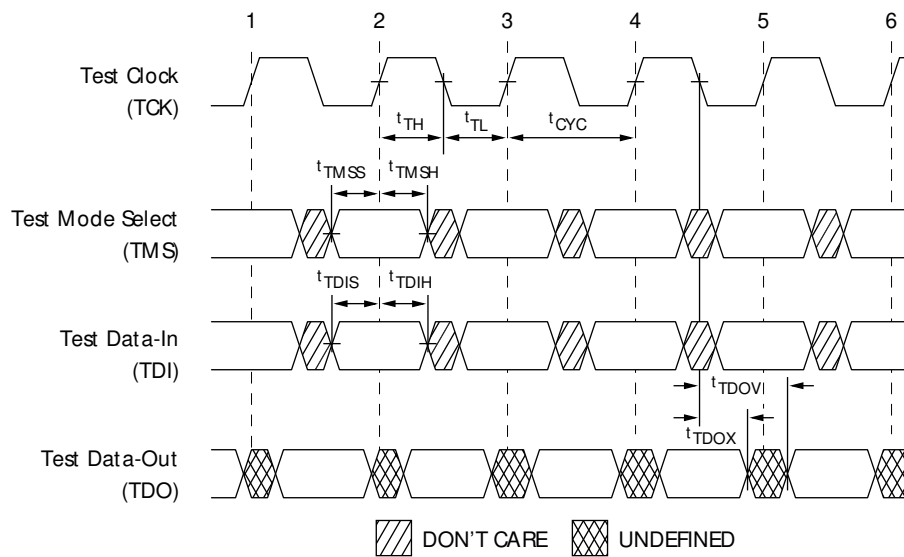 1 2 3 4 5 6
Test Clock
(TCK)
tTH tTL tCYC
tTMSS tTMSH
Test Mode Select
(TMS)
tTDIS tTDIH
Test Data-In
(TDI)
tTDOV
tTDOX
Test Data-Out
(TDO)
DON'T CARE UNDEFINED